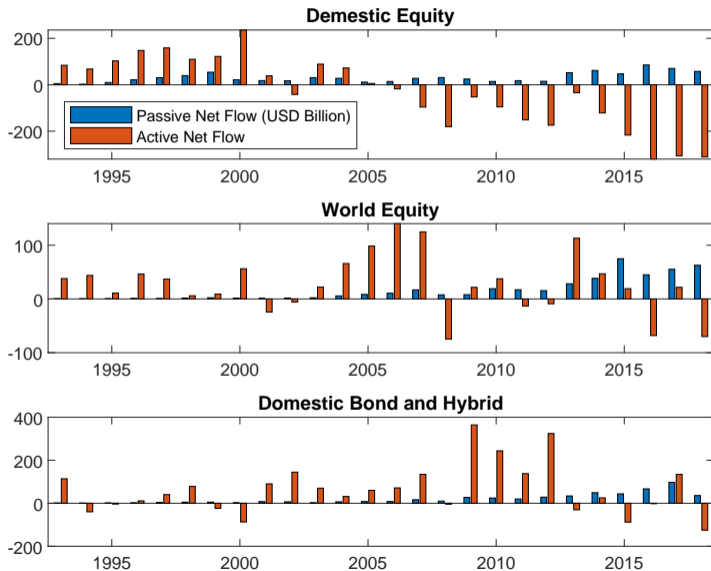 Demestic Equity
200
0
-200
Passive Net Flow (USD Billion)
Active Net Flow
1995 2000 2005 2010 2015
World Equity
100
0
-100
1995 2000 2005 2010 2015
Domestic Bond and Hybrid
400
200
0
-200
1995 2000 2005 2010 2015